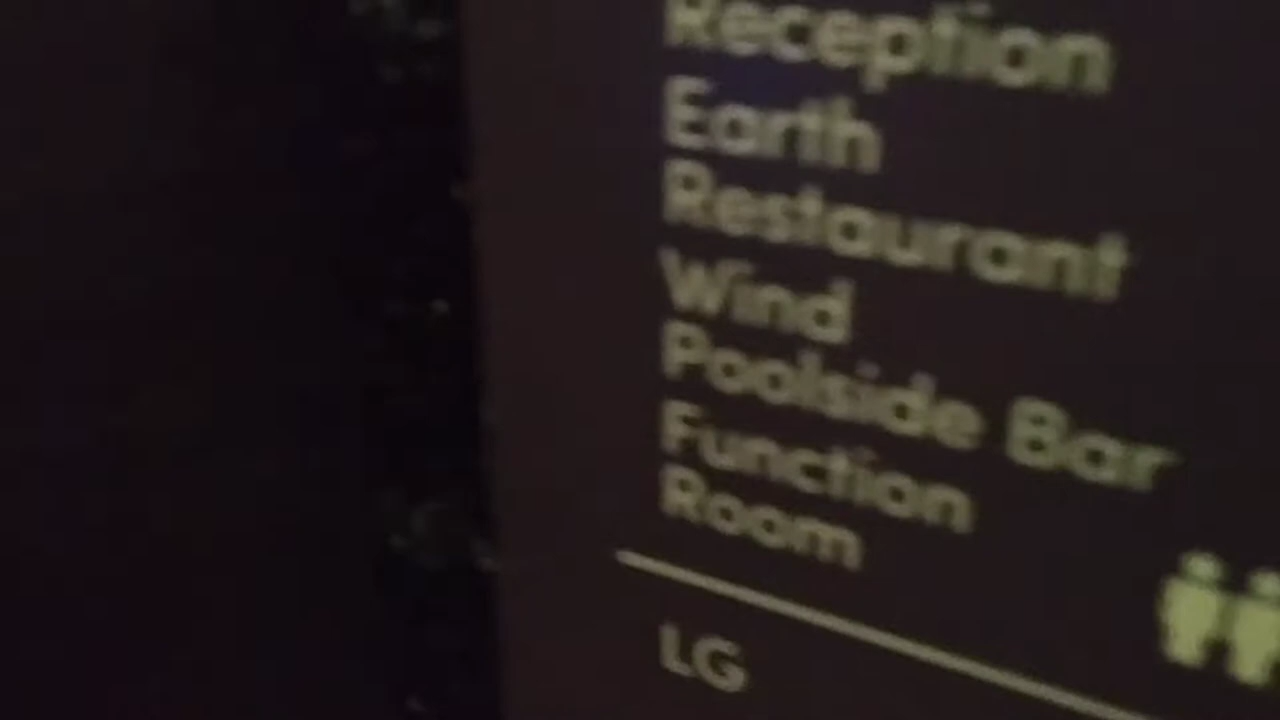 Reception
Earth
Restaurant
Wind
Poolside Bar
Function
Room
LG